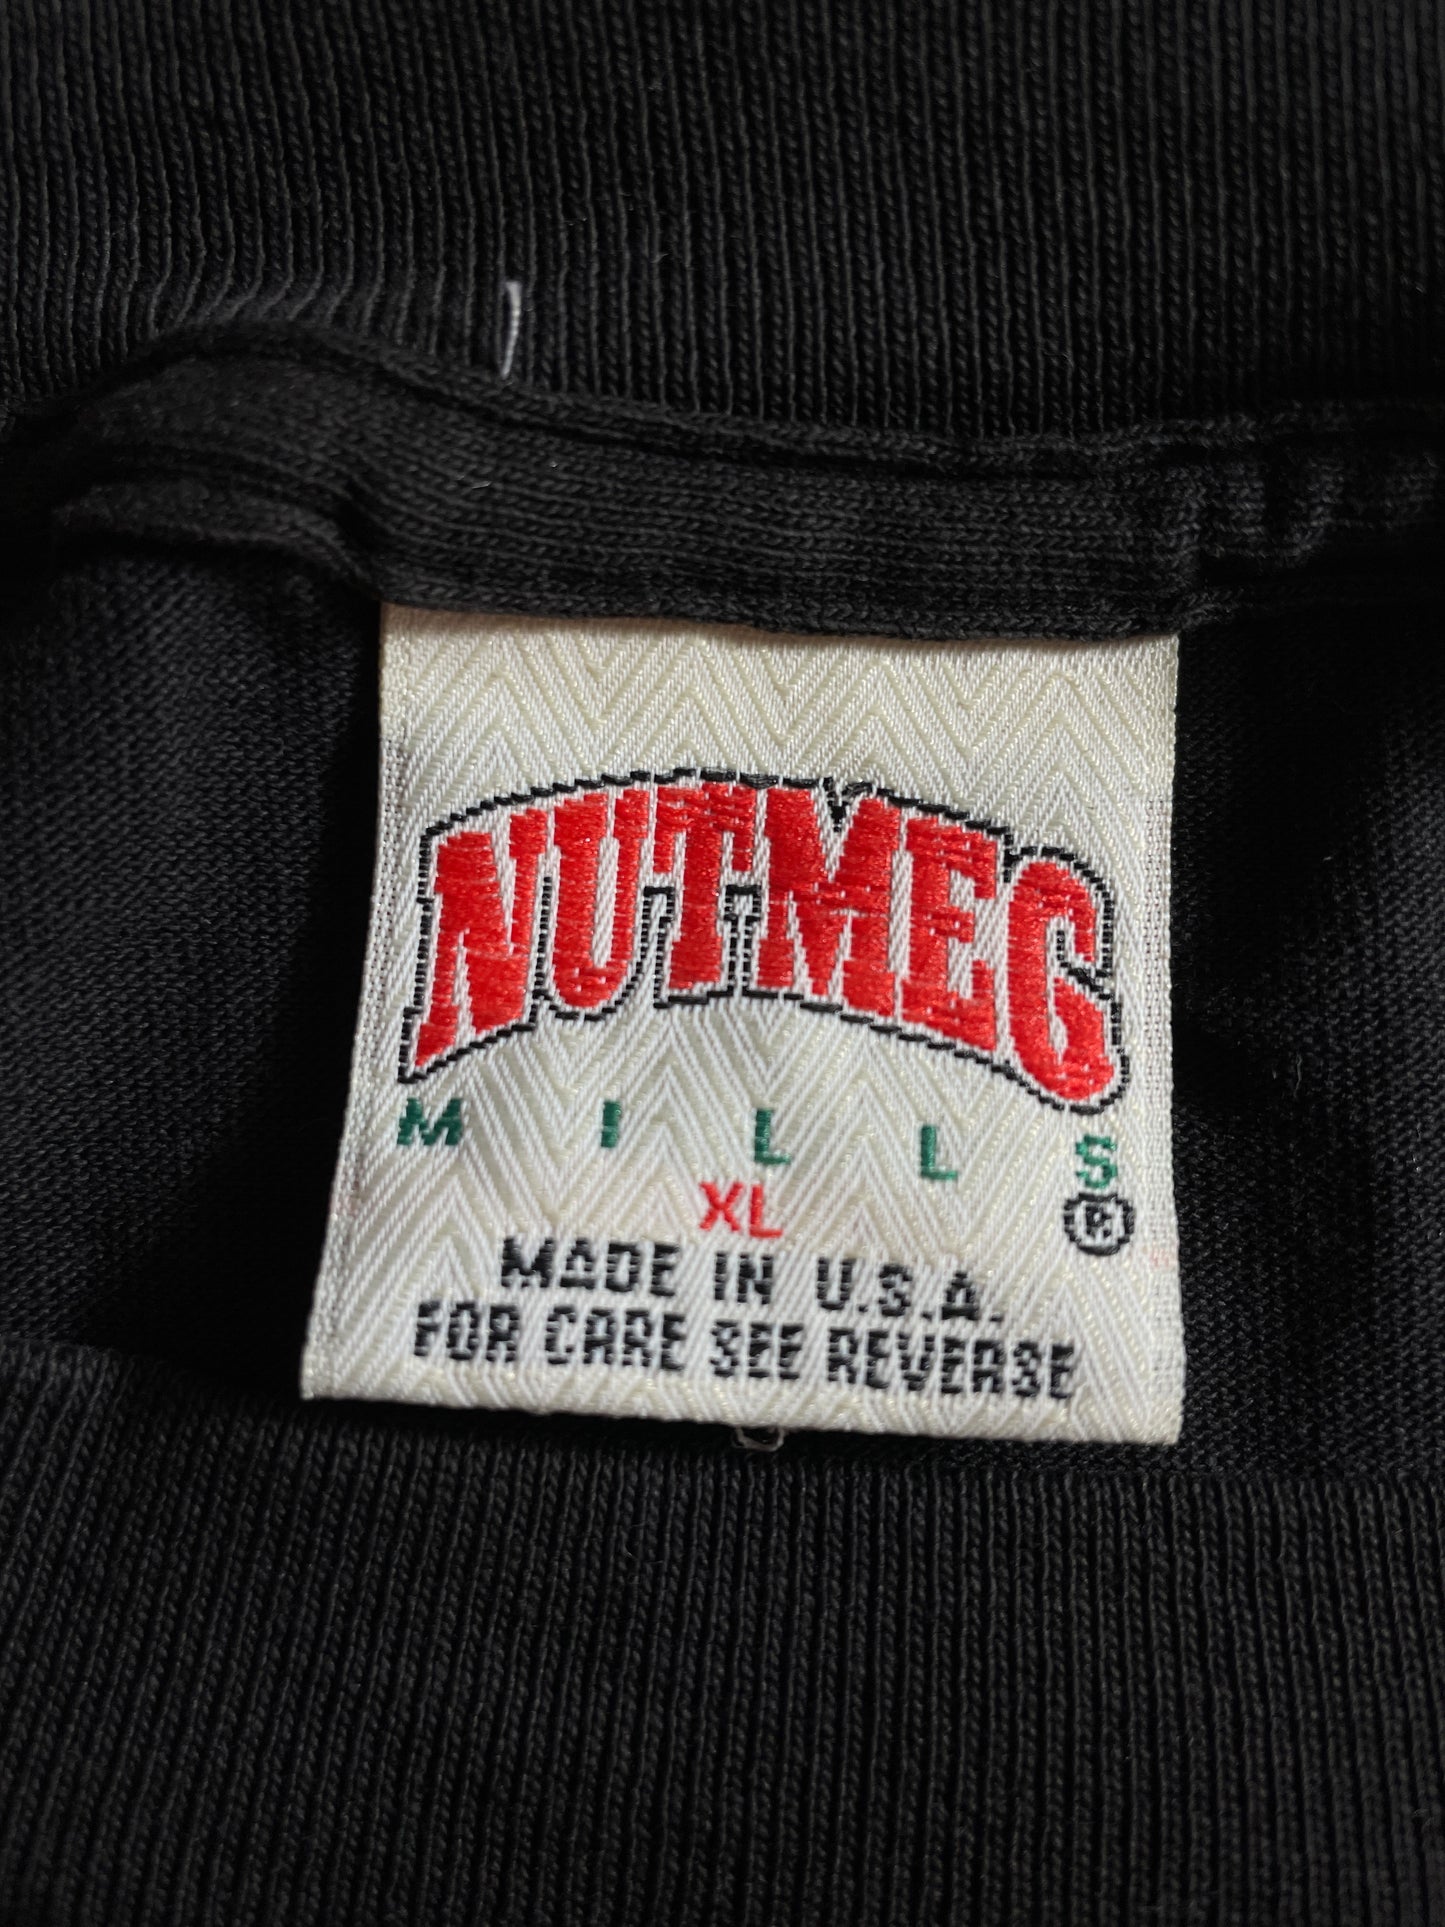 NUTMEG
MILLS
®
XL
MADE IN U.S.A.
FOR CARE SEE REVERSE